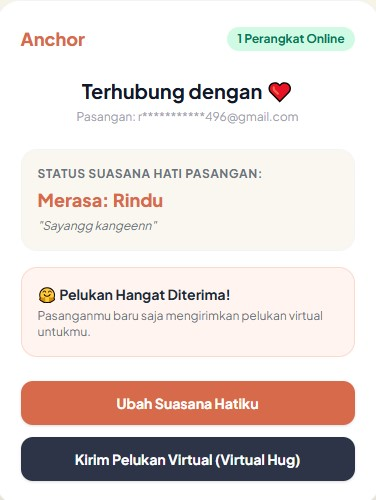 Anchor
1 Perangkat Online
Terhubung dengan ❤️
Pasangan: r***********496@gmail.com
STATUS SUASANA HATI PASANGAN:
Merasa: Rindu
"Sayangg kangeenn"
🤗 Pelukan Hangat Diterima!
Pasanganmu baru saja mengirimkan pelukan virtual
untukmu.
Ubah Suasana Hatiku
Kirim Pelukan Virtual (Virtual Hug)